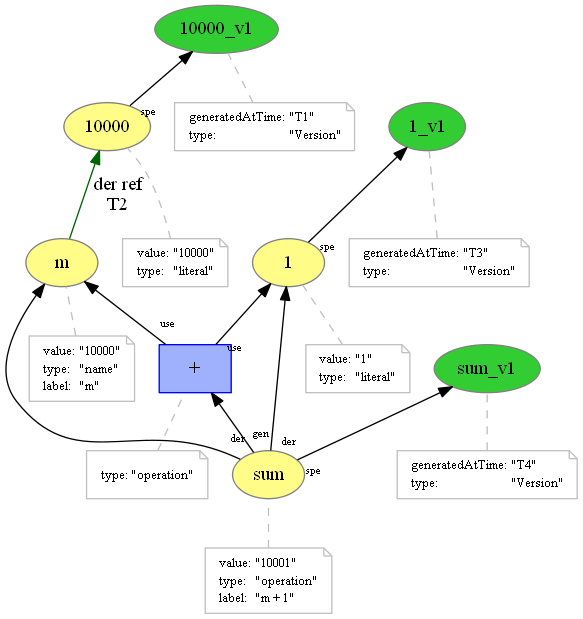 10000_v1
spe
10000
generatedAtTime: "T1"
type: "Version"
1_v1
der ref
T2
spe
value: "10000"
type: "literal"
generatedAtTime: "T3"
type: "Version"
m
1
use
use
value: "10000"
type: "name"
label: "m"
+
value: "1"
type: "literal"
sum_v1
der
gen
der
spe
type: "operation"
sum
generatedAtTime: "T4"
type: "Version"
value: "10001"
type: "operation"
label: "m + 1"